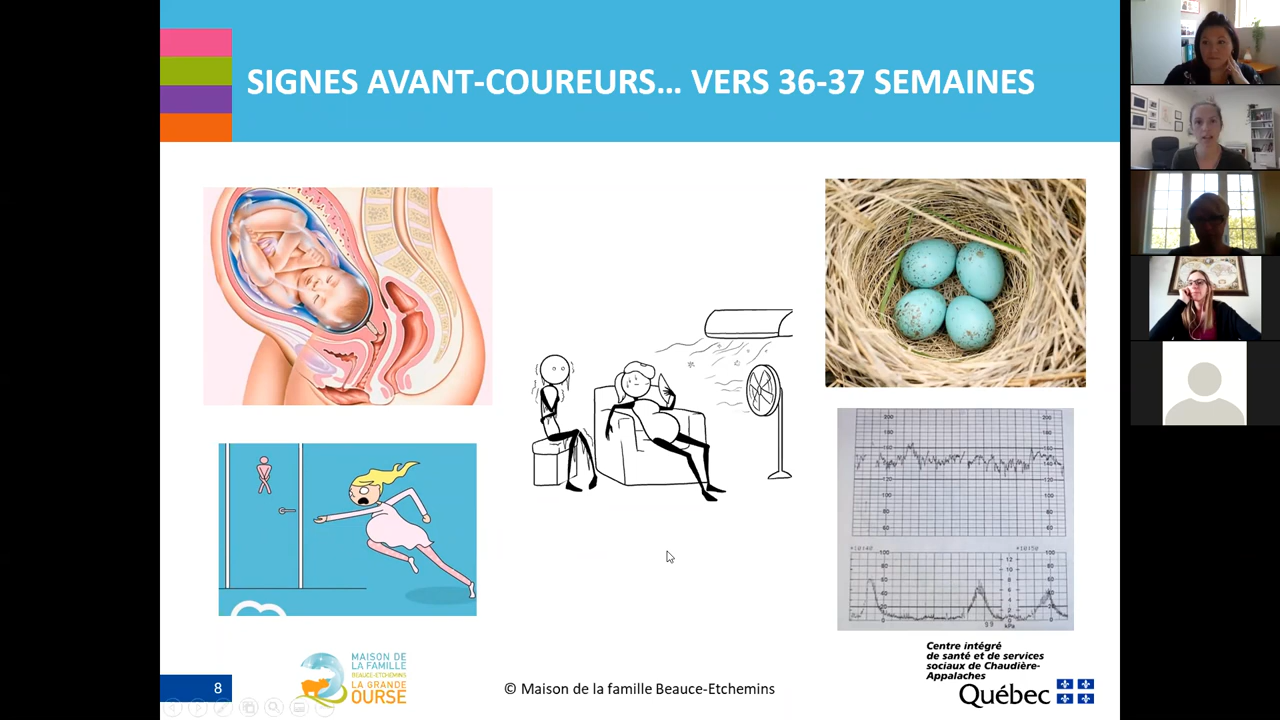 SIGNES AVANT-COUREURS... VERS 36-37 SEMAINES
8
MAISON DE
LA FAMILLE
BEAUCE-ETCHEMINS
LA GRANDE
OURSE
© Maison de la famille Beauce-Etchemins
Centre intégré
de santé et de services
sociaux de Chaudière-
Appalaches
Québec